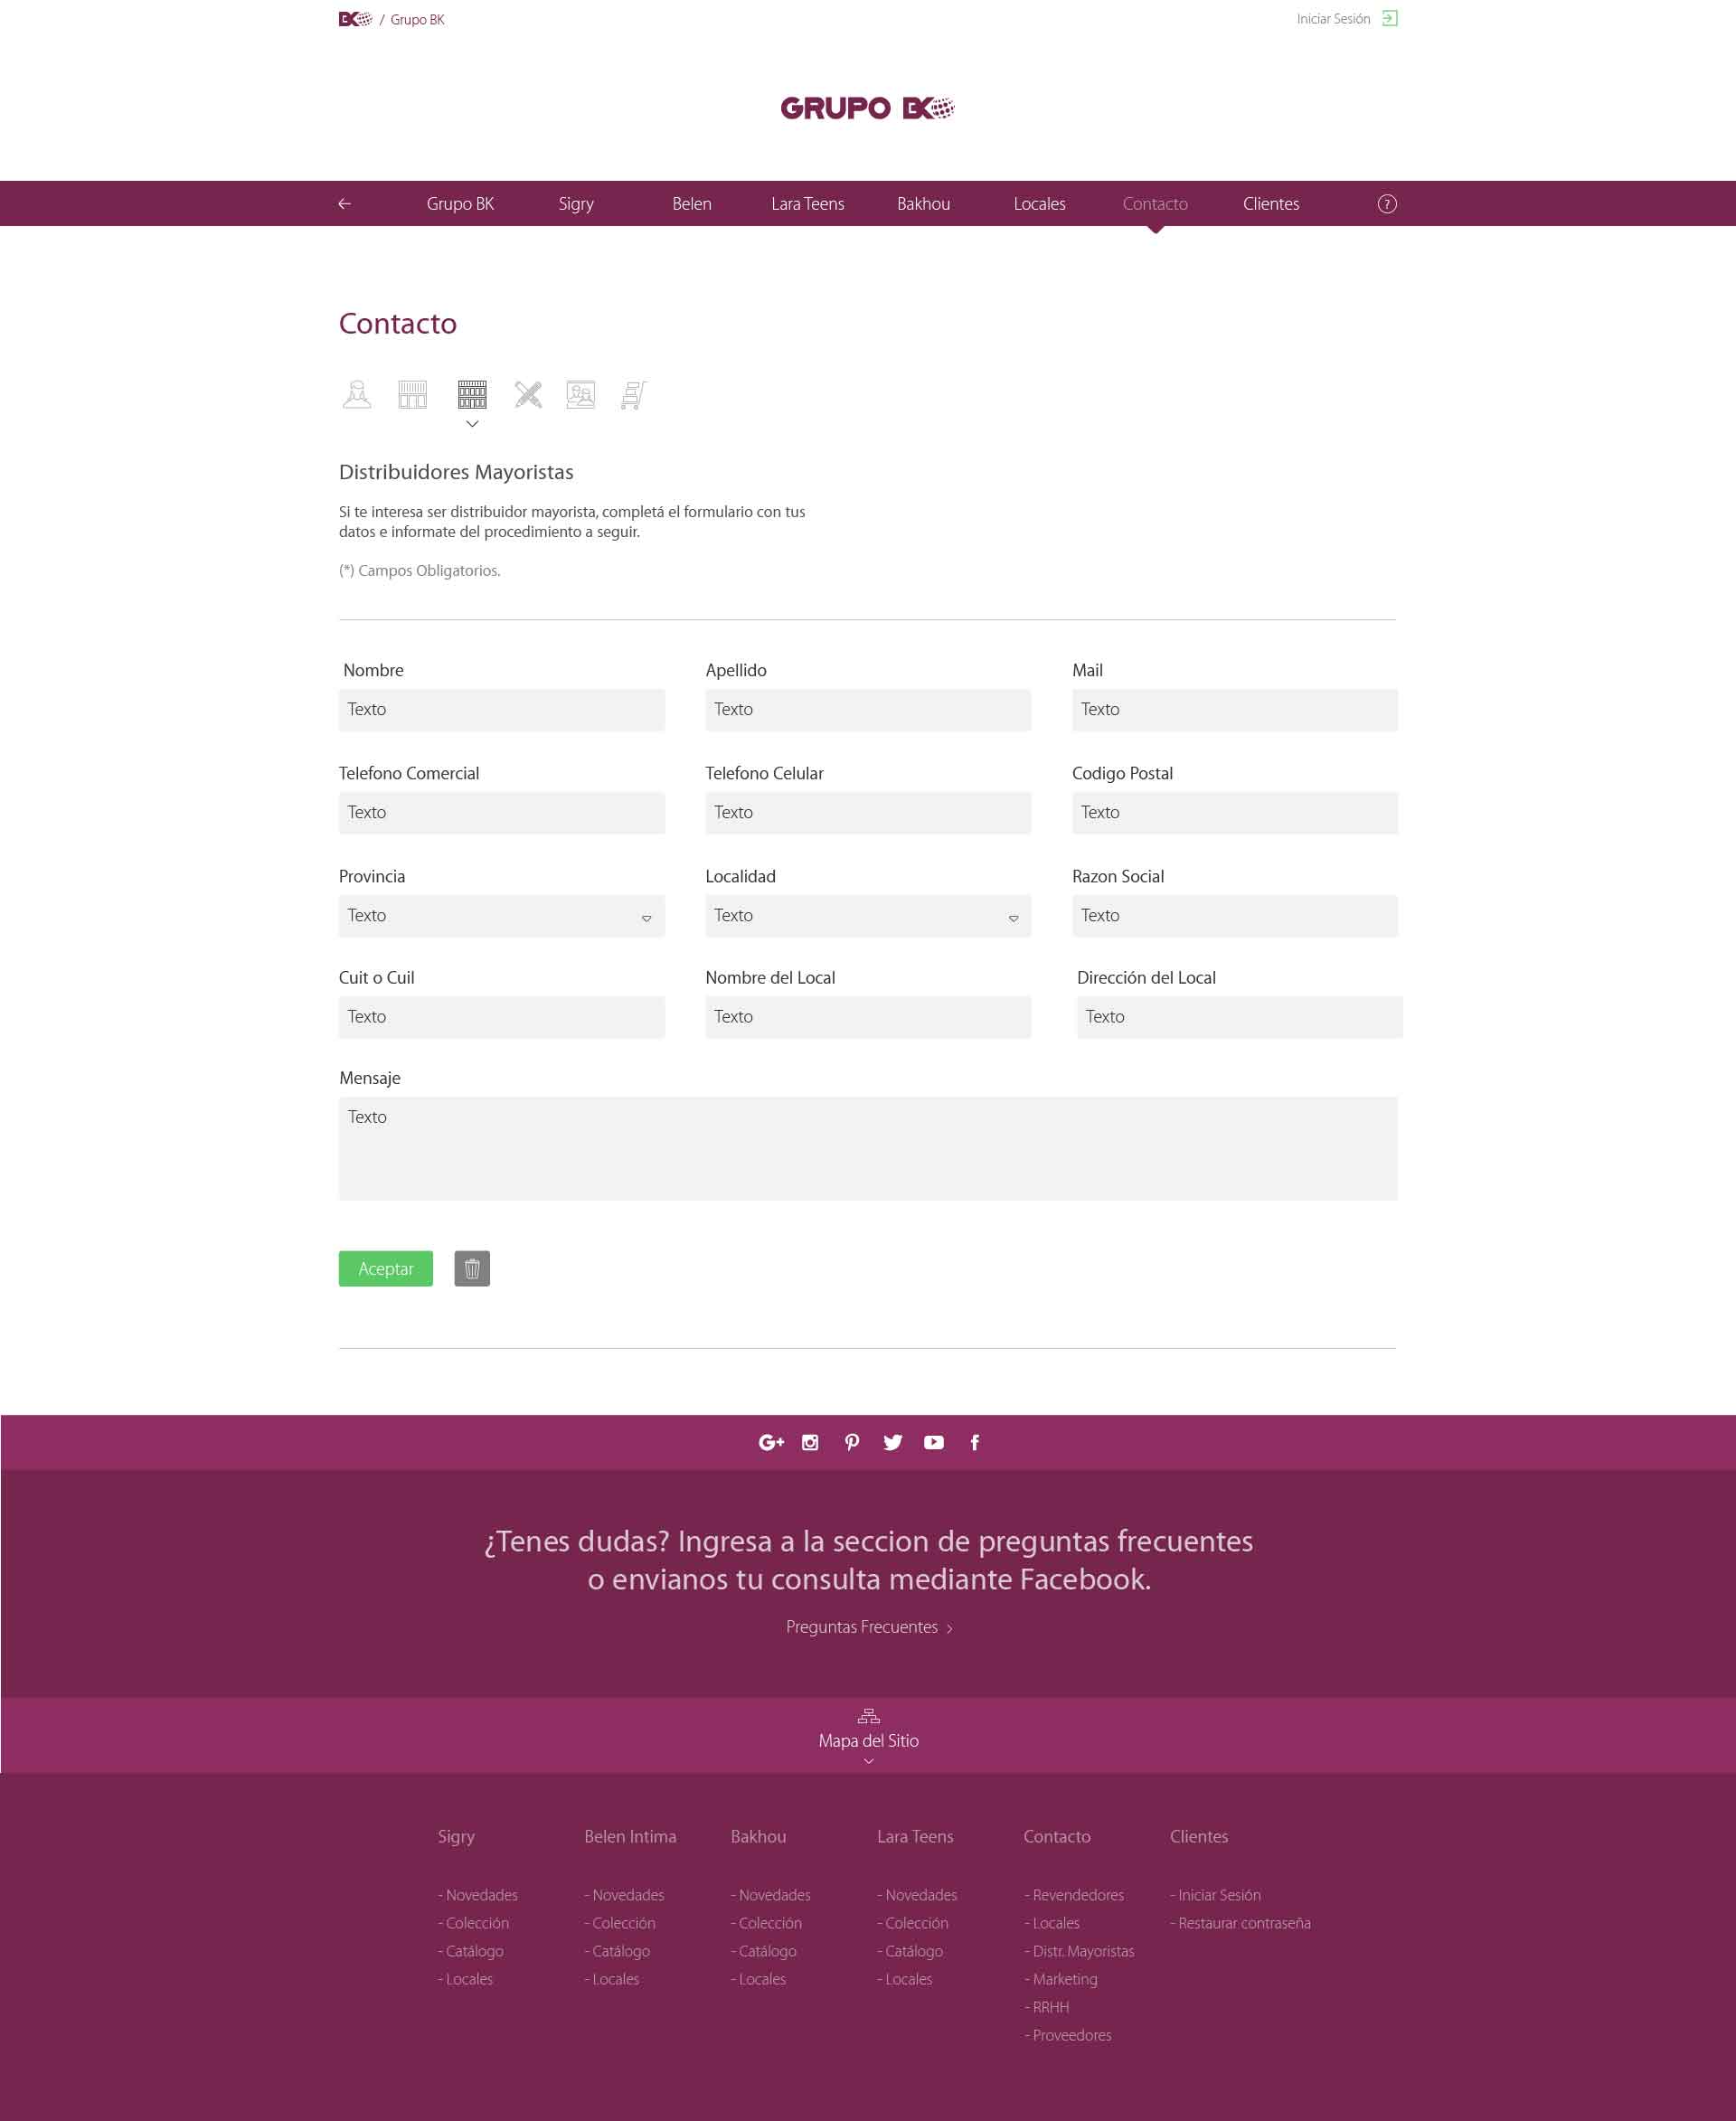 BK / Grupo BK
Iniciar Sesión
GRUPO BK
Grupo BK Sigry Belen Lara Teens Bakhou Locales Contacto Clientes ?
Contacto
Distribuidores Mayoristas
Si te interesa ser distribuidor mayorista, completá el formulario con tus
datos e informate del procedimiento a seguir.
(*) Campos Obligatorios.
Nombre Apellido Mail
Texto Texto Texto
Telefono Comercial Telefono Celular Codigo Postal
Texto Texto Texto
Provincia Localidad Razon Social
Texto Texto Texto
Cuit o Cuil Nombre del Local Dirección del Local
Texto Texto Texto
Mensaje
Texto
Aceptar
¿Tenes dudas? Ingresa a la seccion de preguntas frecuentes
o envianos tu consulta mediante Facebook.
Preguntas Frecuentes >
Mapa del Sitio
Sigry Belen Intima Bakhou Lara Teens Contacto Clientes
- Novedades - Novedades - Novedades - Novedades - Revendedores - Iniciar Sesión
- Colección - Colección - Colección - Colección - Locales - Restaurar contraseña
- Catálogo - Catálogo - Catálogo - Catálogo - Distr. Mayoristas
- Locales - Locales - Locales - Locales - Marketing
- RRHH
- Proveedores